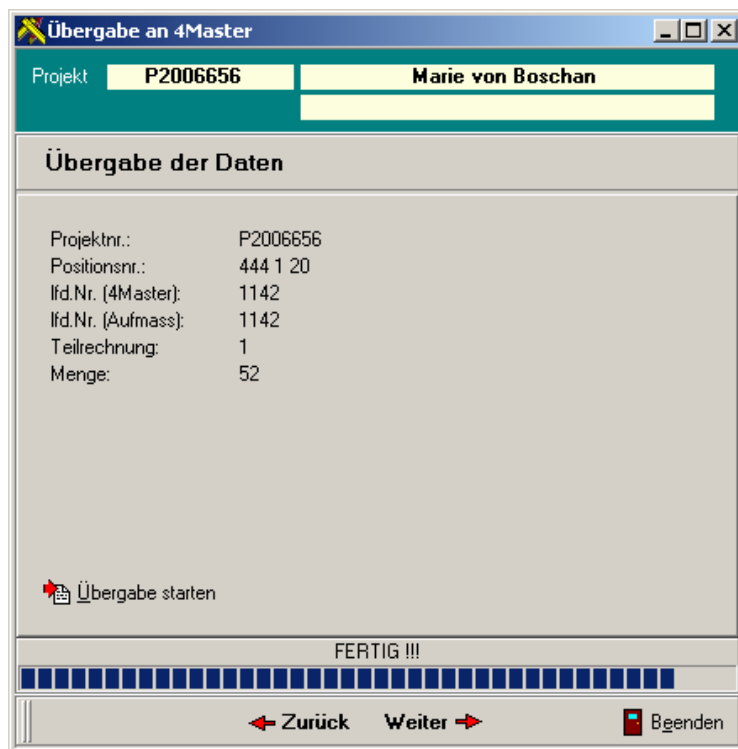 Übergabe an 4Master
Projekt P2006656 Marie von Boschan
Übergabe der Daten
Projektnr.: P2006656
Positionsnr.: 444 1 20
lfd.Nr. (4Master): 1142
lfd.Nr. (Aufmass): 1142
Teilrechnung: 1
Menge: 52
Übergabe starten
FERTIG !!!
Zurück Weiter Beenden